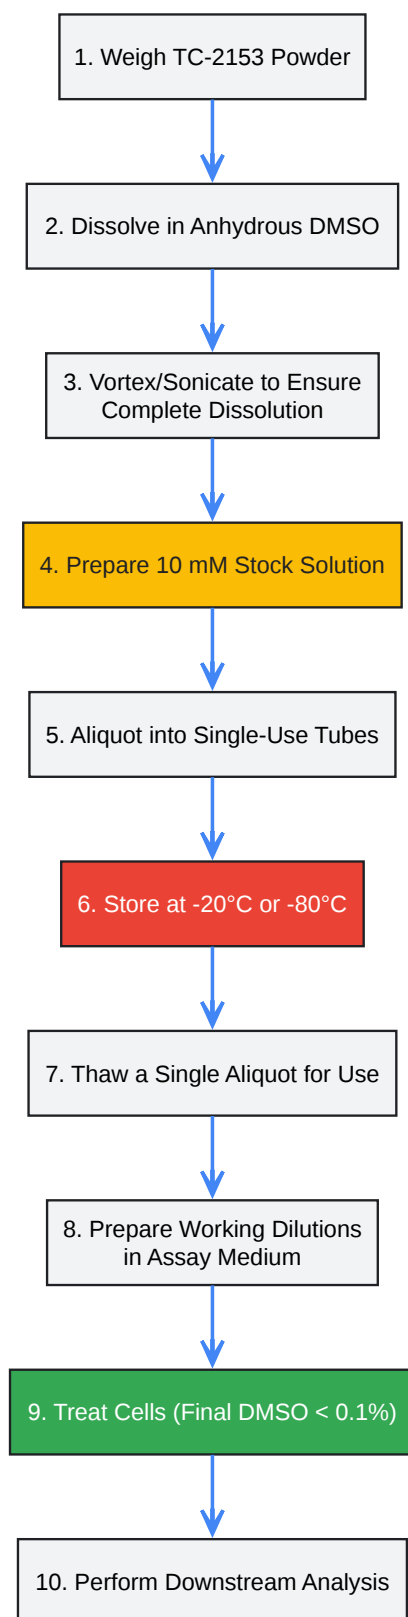 1. Weigh TC-2153 Powder
2. Dissolve in Anhydrous DMSO
3. Vortex/Sonicate to Ensure
Complete Dissolution
4. Prepare 10 mM Stock Solution
5. Aliquot into Single-Use Tubes
6. Store at -20°C or -80°C
7. Thaw a Single Aliquot for Use
8. Prepare Working Dilutions
in Assay Medium
9. Treat Cells (Final DMSO < 0.1%)
10. Perform Downstream Analysis